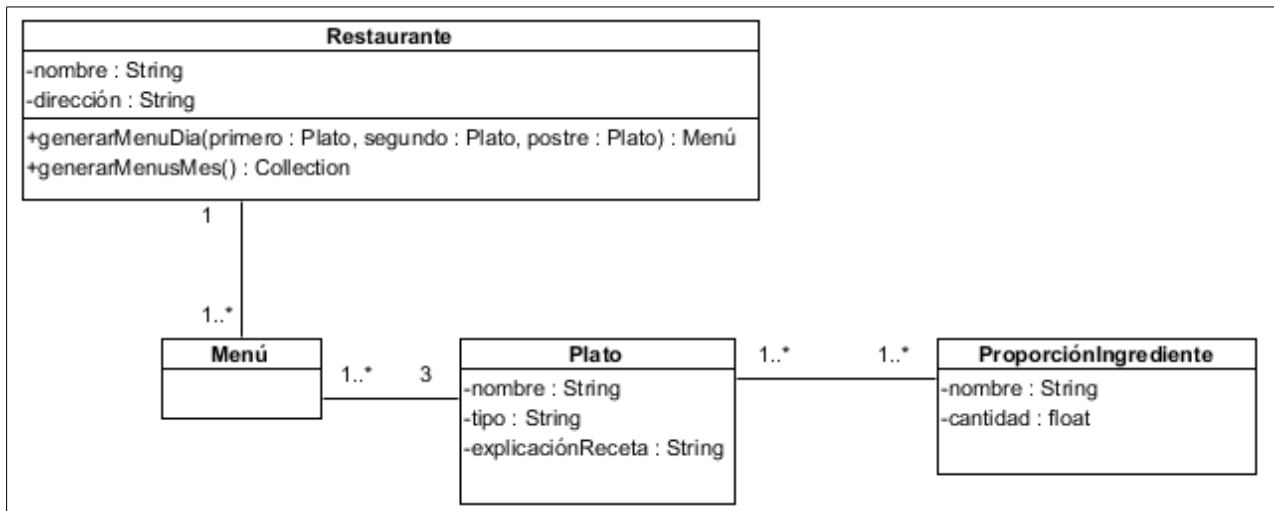 Restaurante
-nombre : String
-dirección : String
+generarMenuDia(primero : Plato, segundo : Plato, postre : Plato) : Menú
+generarMenusMes() : Collection
1
1..*
Menú
1..*
3
Plato
-nombre : String
-tipo : String
-explicaciónReceta : String
1..*
1..*
ProporciónIngrediente
-nombre : String
-cantidad : float